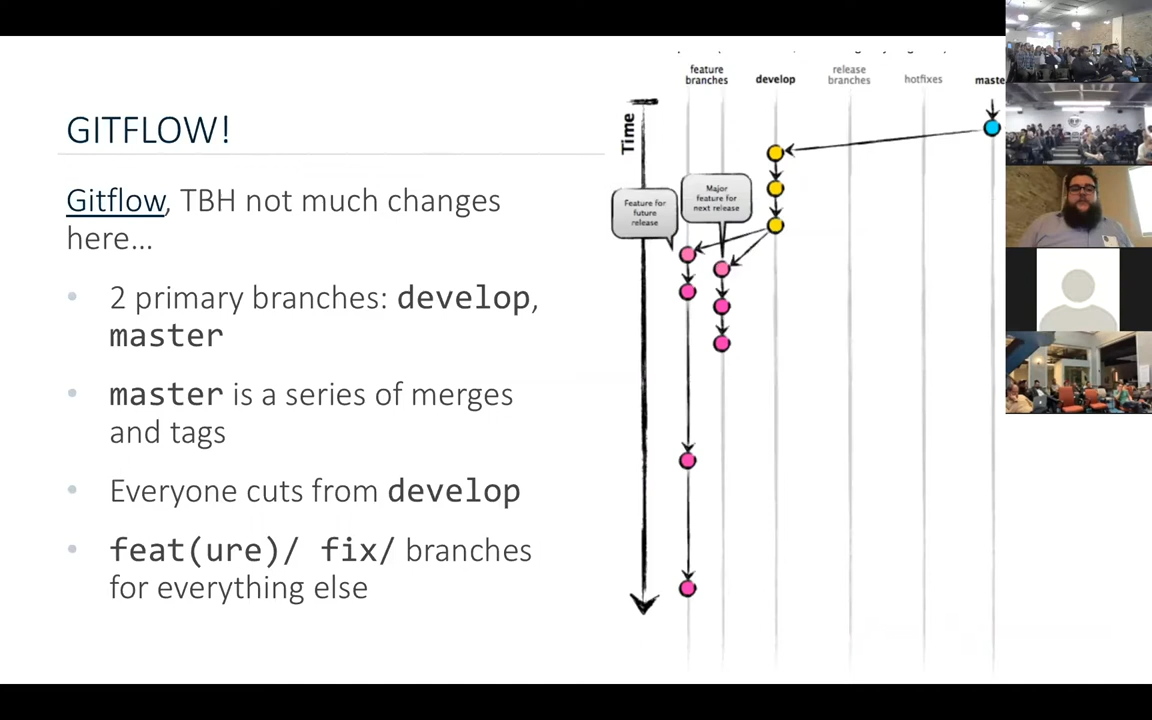 GITFLOW!
Gitflow, TBH not much changes
here...
• 2 primary branches: develop,
master
• master is a series of merges
and tags
• Everyone cuts from develop
• feat(ure)/ fix/ branches
for everything else
feature
branches
develop
release
branches
hotfixes
maste
Time
Feature for
future
release
Major
feature for
next release